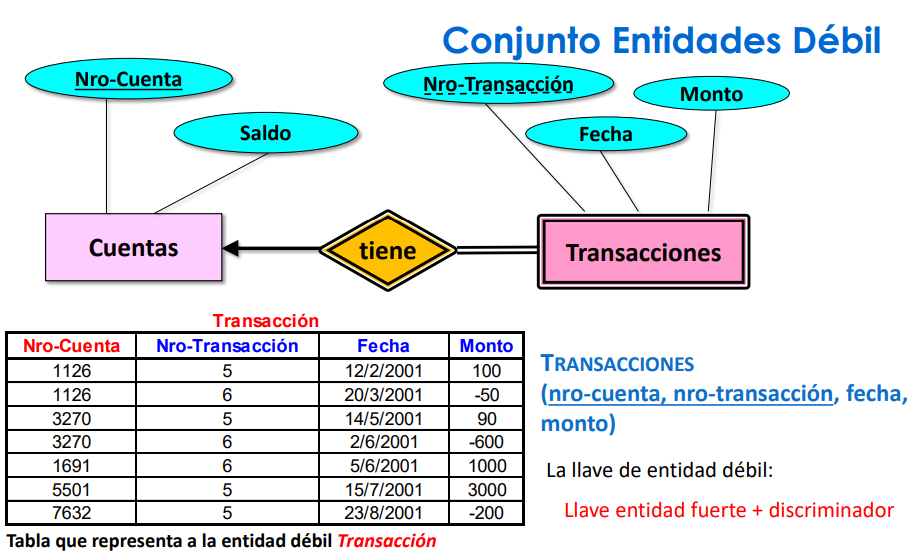 Conjunto Entidades Débil
Nro-Cuenta
Saldo
Nro-Transacción
Fecha
Monto
Cuentas
tiene
Transacciones
Transacción
Nro-Cuenta Nro-Transacción Fecha Monto
1126 5 12/2/2001 100
1126 6 20/3/2001 -50
3270 5 14/5/2001 90
3270 6 2/6/2001 -600
1691 6 5/6/2001 1000
5501 5 15/7/2001 3000
7632 5 23/8/2001 -200
Tabla que representa a la entidad débil Transacción
TRANSACCIONES
(nro-cuenta, nro-transacción, fecha,
monto)
La llave de entidad débil:
Llave entidad fuerte + discriminador